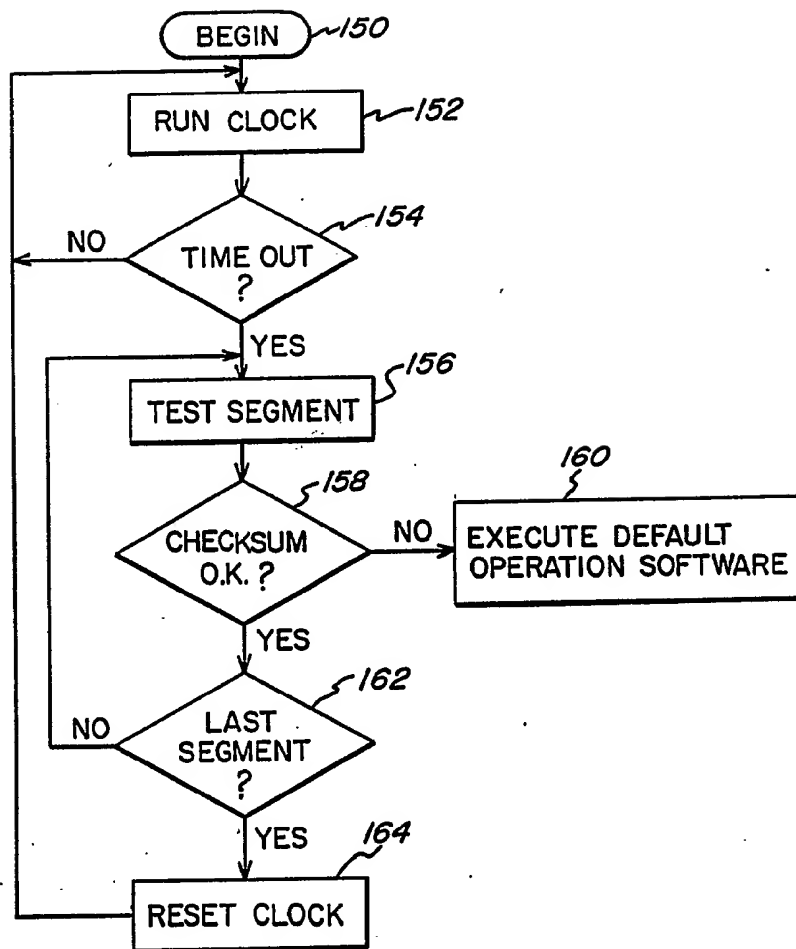 BEGIN
150
RUN CLOCK
152
154
NO
TIME OUT
?
YES
156
TEST SEGMENT
158
160
CHECKSUM
O.K. ?
NO
EXECUTE DEFAULT
OPERATION SOFTWARE
YES
162
NO
LAST
SEGMENT
?
YES
164
RESET CLOCK